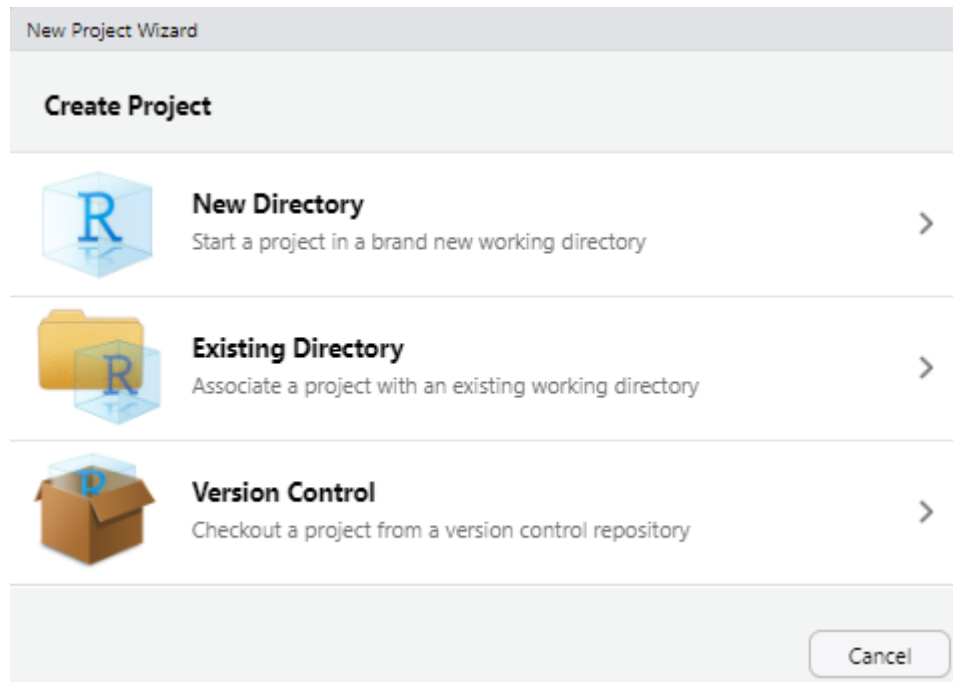 New Project Wizard
Create Project
R
New Directory
Start a project in a brand new working directory
R
Existing Directory
Associate a project with an existing working directory
R
Version Control
Checkout a project from a version control repository
Cancel